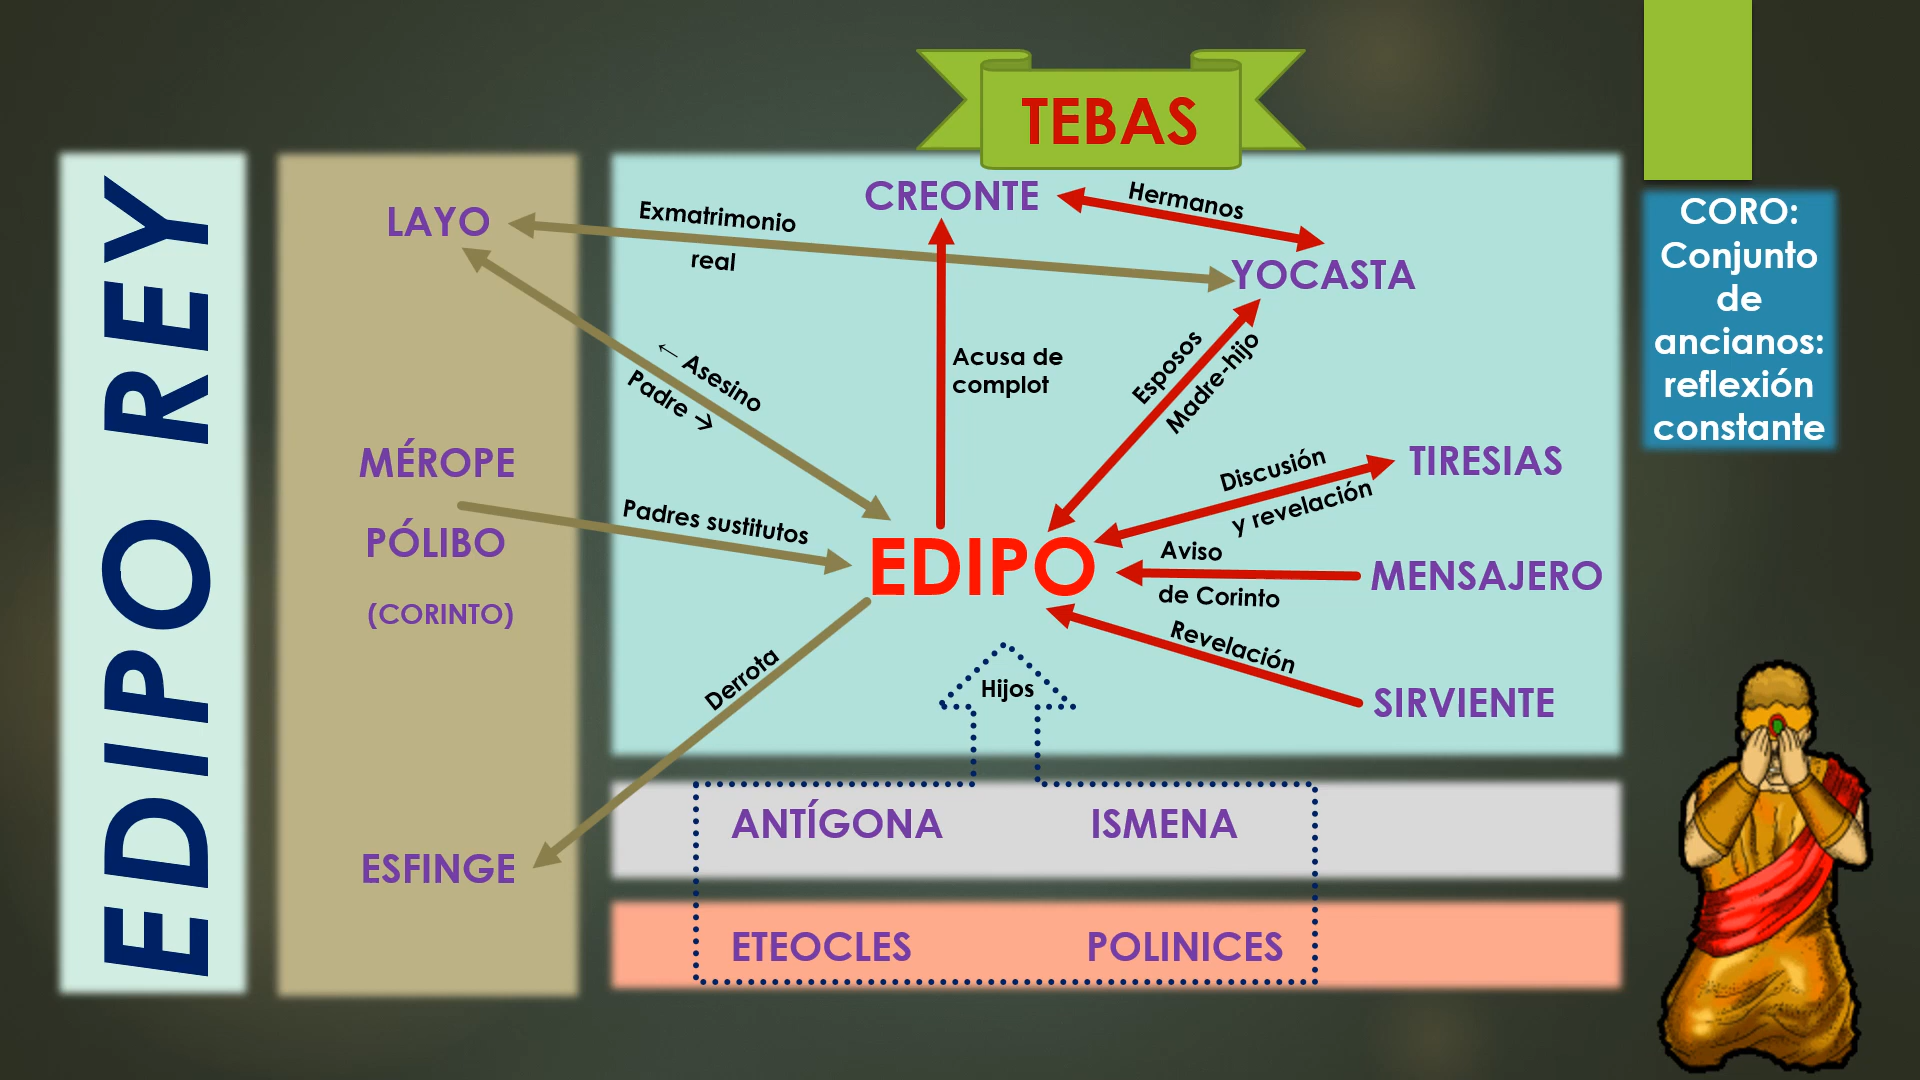 EDIPO REY
TEBAS
LAYO
MÉROPE
PÓLIBO
(CORINTO)
ESFINGE
CREONTE
Hermanos
YOCASTA
Exmatrimonio
real
← Asesino
Padre →
Acusa de
complot
Esposos
Madre-hijo
Padres sustitutos
EDIPO
Discusión
y revelación
TIRESIAS
Aviso
de Corinto
MENSAJERO
Revelación
SIRVIENTE
Derrota
Hijos
ANTÍGONA ISMENA
ETEOCLES POLINICES
CORO:
Conjunto
de
ancianos:
reflexión
constante